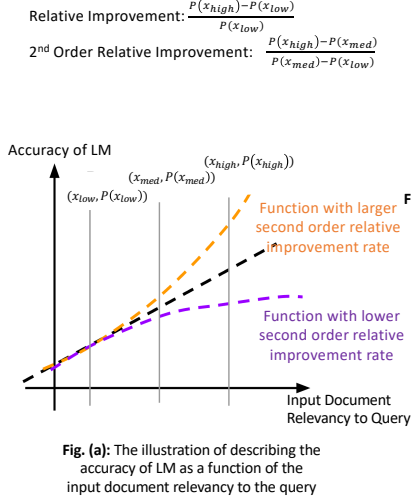 Relative Improvement: P(x_high)−P(x_low) / P(x_low)
2nd Order Relative Improvement: P(x_high)−P(x_med) / P(x_med)−P(x_low)
Accuracy of LM
(x_high, P(x_high))
(x_med, P(x_med))
(x_low, P(x_low))
F
Function with larger
second order relative
improvement rate
Function with lower
second order relative
improvement rate
Input Document
Relevancy to Query
Fig. (a): The illustration of describing the
accuracy of LM as a function of the
input document relevancy to the query